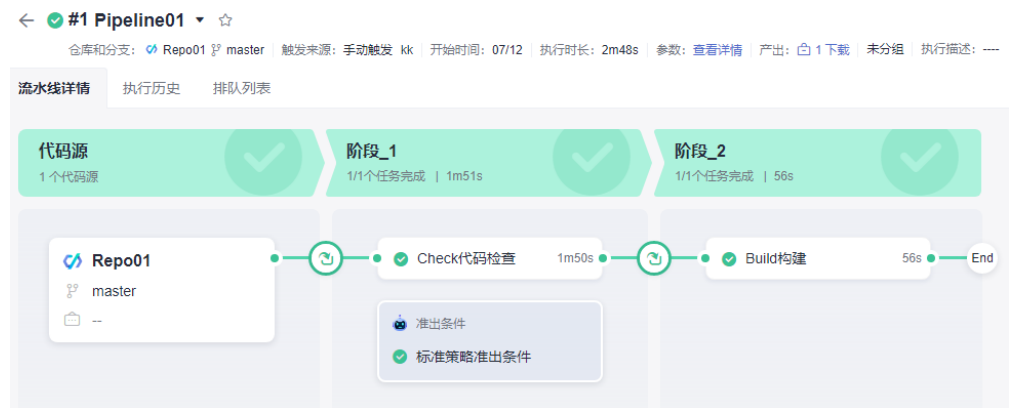 #1 Pipeline01
仓库和分支： Repo01 master 触发来源：手动触发 kk 开始时间：07/12 执行时长：2m48s 参数：查看详情 产出：1 下载 未分组 执行描述：----
流水线详情 执行历史 排队列表
代码源 阶段_1 阶段_2
1 个代码源 1/1个任务完成 | 1m51s 1/1个任务完成 | 56s
Repo01 Check代码检查 1m50s Build构建 56s End
master
--
准出条件
标准策略准出条件